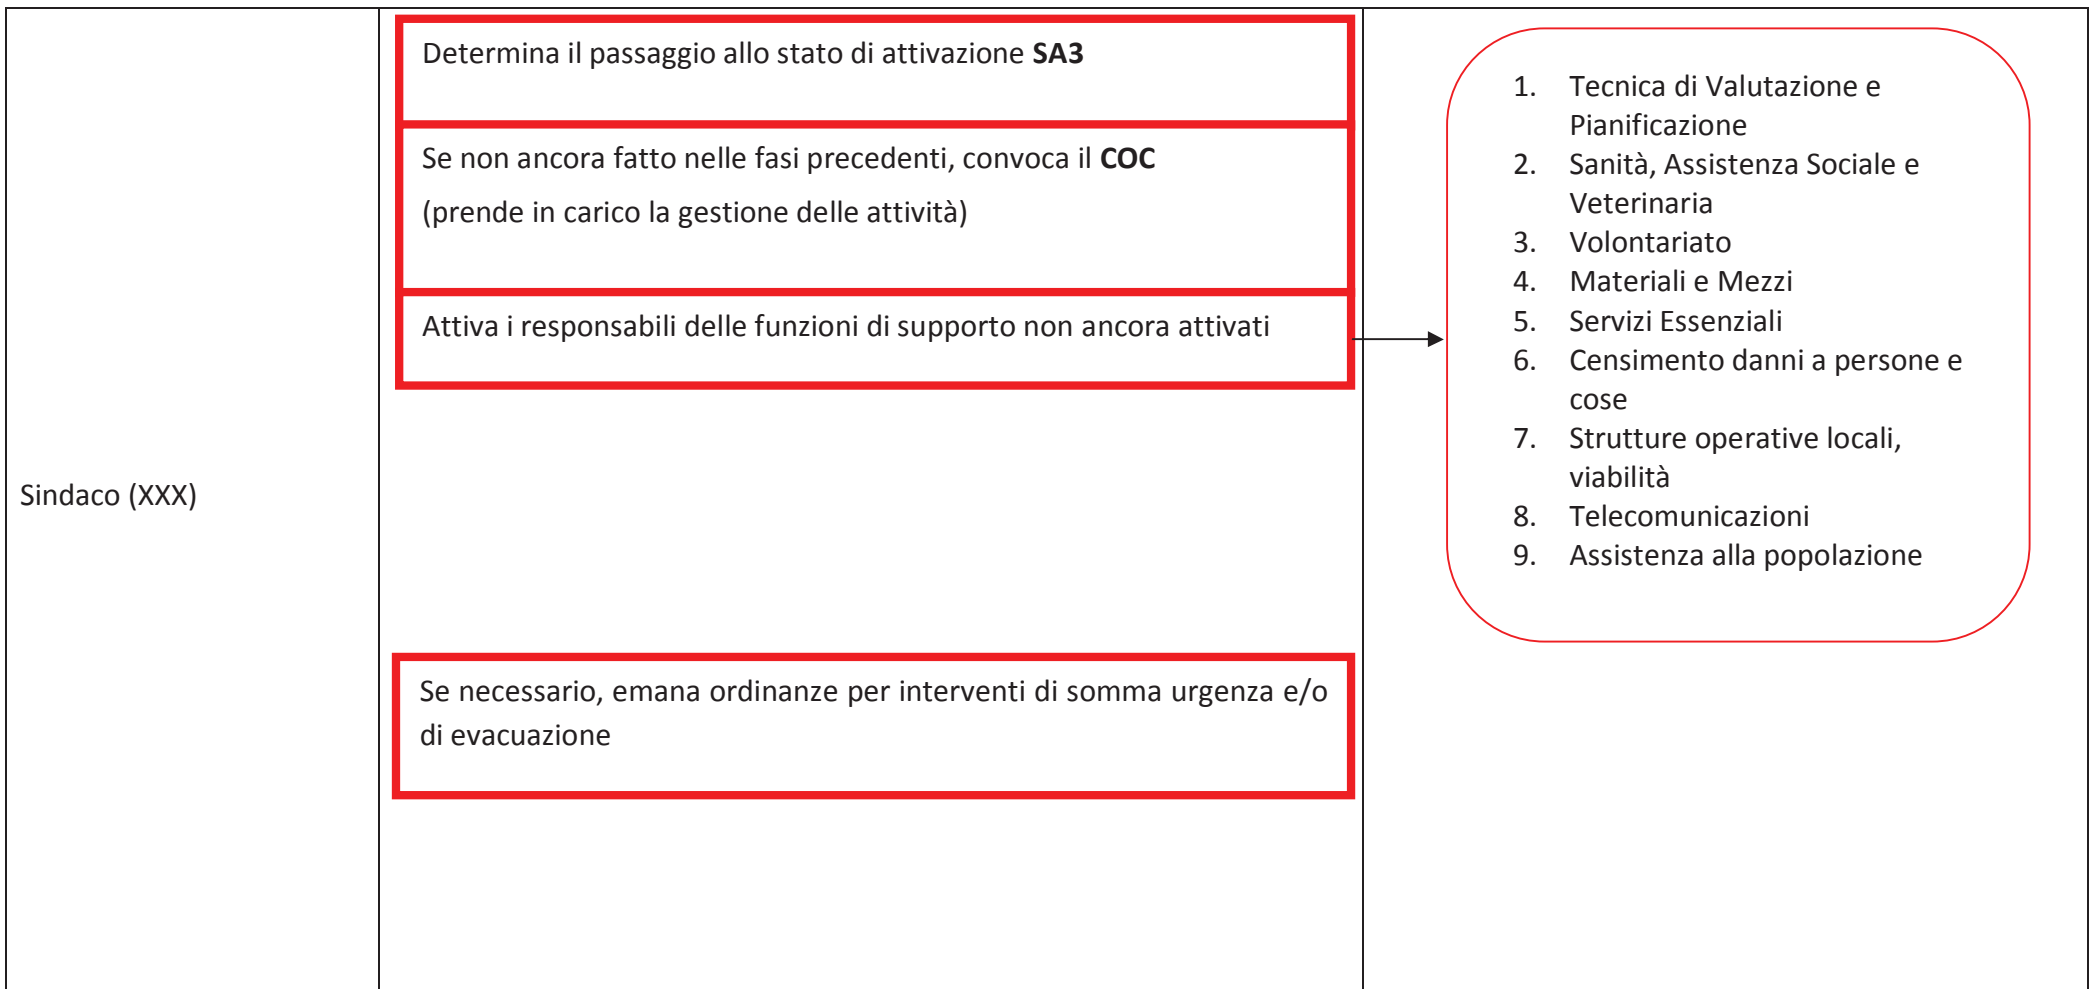 Sindaco (XXX)
Determina il passaggio allo stato di attivazione SA3
Se non ancora fatto nelle fasi precedenti, convoca il COC
(prende in carico la gestione delle attività)
Attiva i responsabili delle funzioni di supporto non ancora attivati
Se necessario, emana ordinanze per interventi di somma urgenza e/o
di evacuazione
1. Tecnica di Valutazione e
Pianificazione
2. Sanità, Assistenza Sociale e
Veterinaria
3. Volontariato
4. Materiali e Mezzi
5. Servizi Essenziali
6. Censimento danni a persone e
cose
7. Strutture operative locali,
viabilità
8. Telecomunicazioni
9. Assistenza alla popolazione